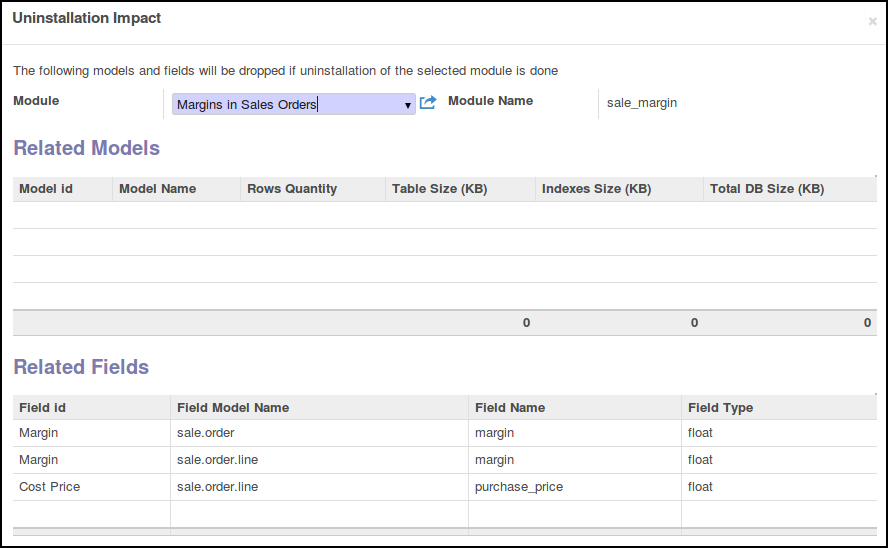 Uninstallation Impact ×
The following models and fields will be dropped if uninstallation of the selected module is done
Module Margins in Sales Orders Module Name sale_margin
Related Models
Model id Model Name Rows Quantity Table Size (KB) Indexes Size (KB) Total DB Size (KB)
0 0 0
Related Fields
Field id Field Model Name Field Name Field Type
Margin sale.order margin float
Margin sale.order.line margin float
Cost Price sale.order.line purchase_price float